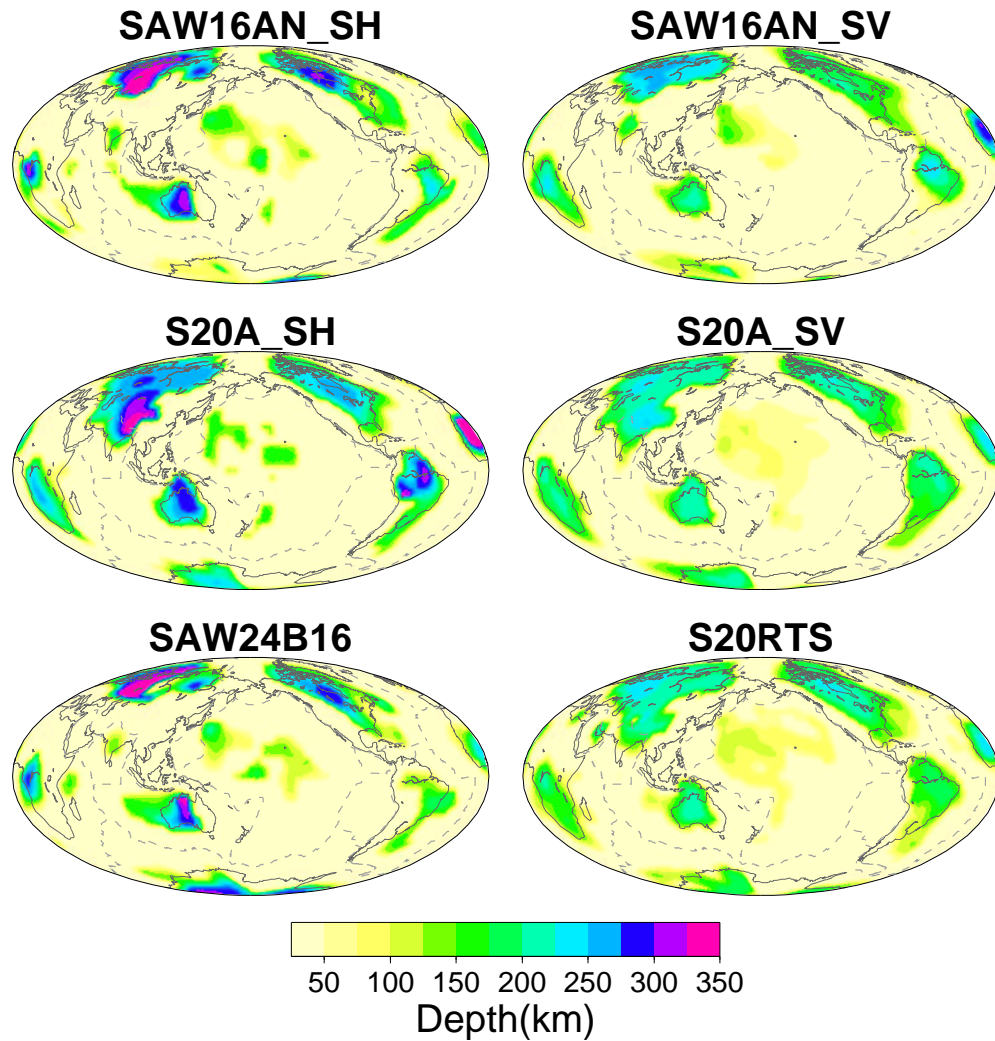 SAW16AN_SH SAW16AN_SV
S20A_SH S20A_SV
SAW24B16 S20RTS
50 100 150 200 250 300 350
Depth(km)